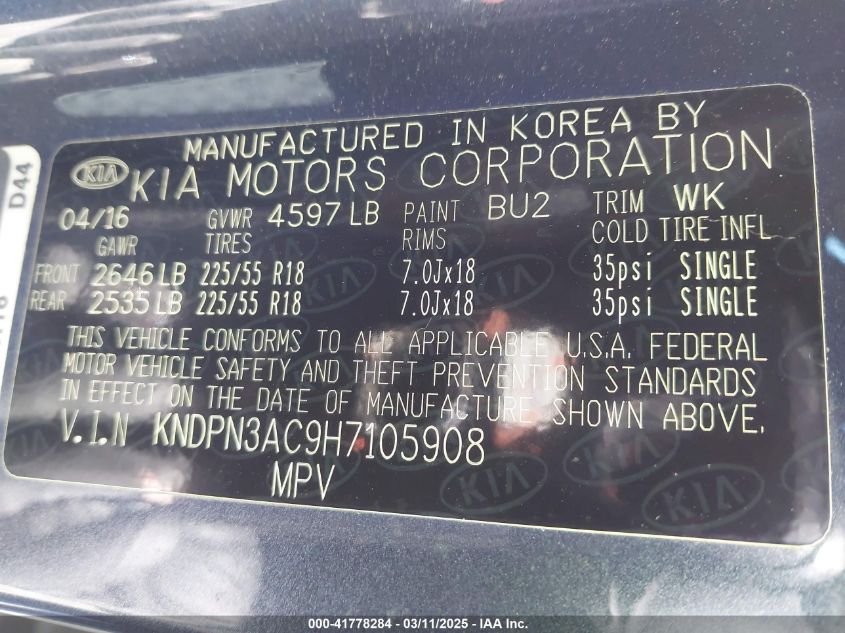 MANUFACTURED IN KOREA BY
KIA KIA MOTORS CORPORATION
04/16 GVWR 4597 LB PAINT BU2 TRIM WK
GAWR TIRES RIMS COLD TIRE INFL
FRONT 2646 LB 225/55 R18 7.0Jx18 35psi SINGLE
REAR 2535 LB 225/55 R18 7.0Jx18 35psi SINGLE
THIS VEHICLE CONFORMS TO ALL APPLICABLE U.S.A. FEDERAL
MOTOR VEHICLE SAFETY AND THEFT PREVENTION STANDARDS
IN EFFECT ON THE DATE OF MANUFACTURE SHOWN ABOVE.
V.I.N KNDPN3AC9H7105908
MPV
D44
000-41778284 - 03/11/2025 - IAA Inc.